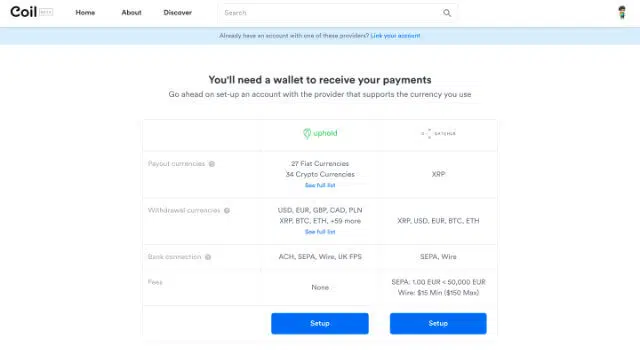 Coil BETA
Home
About
Discover
Search
Already have an account with one of these providers? Link your account
You'll need a wallet to receive your payments
Go ahead on set-up an account with the provider that supports the currency you use
uphold
GATEHUB
Payout currencies
27 Fiat Currencies
34 Crypto Currencies
See full list
XRP
Withdrawal currencies
USD, EUR, GBP, CAD, PLN
XRP, BTC, ETH, +59 more
See full list
XRP, USD, EUR, BTC, ETH
Bank connection
ACH, SEPA, Wire, UK FPS
SEPA, Wire
Fees
None
SEPA: 1.00 EUR < 50,000 EUR
Wire: $15 Min ($150 Max)
Setup
Setup